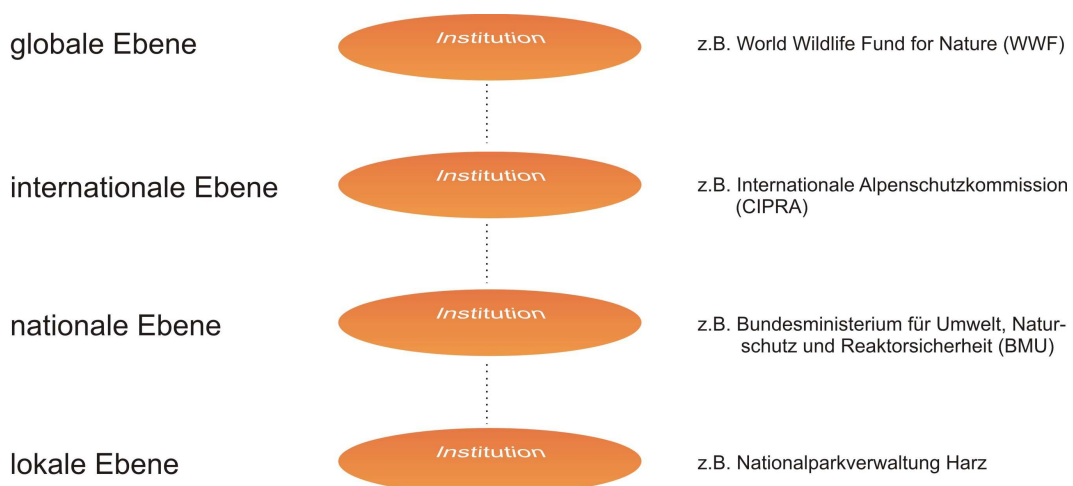 globale Ebene
Institution
z.B. World Wildlife Fund for Nature (WWF)
internationale Ebene
Institution
z.B. Internationale Alpenschutzkommission
(CIPRA)
nationale Ebene
Institution
z.B. Bundesministerium für Umwelt, Natur-
schutz und Reaktorsicherheit (BMU)
lokale Ebene
Institution
z.B. Nationalparkverwaltung Harz